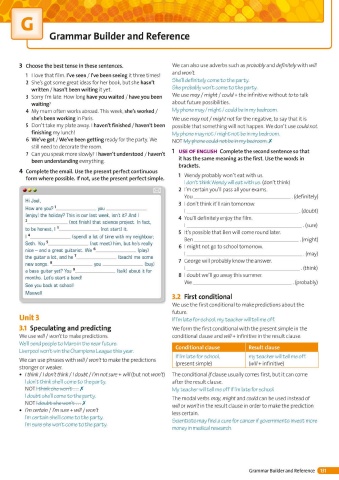 G
Grammar Builder and Reference
3 Choose the best tense in these sentences.
1 I love that film. I've seen / I've been seeing it three times!
2 She's got some great ideas for her book, but she hasn't
written / hasn't been writing it yet.
3 Sorry I'm late. How long have you waited / have you been
waiting?
4 My mum often works abroad. This week, she's worked /
she's been working in Paris.
5 Don't take my plate away. I haven't finished / haven't been
finishing my lunch!
6 We've got / We've been getting ready for the party. We
still need to decorate the room.
7 Can you speak more slowly? I haven't understood / haven't
been understanding everything.
4 Complete the email. Use the present perfect continuous
form where possible. If not, use the present perfect simple.
Hi Joel,
How are you? 1 you
(enjoy) the holiday? This is our last week, isn't it? And I
2 (not finish) that science project. In fact,
to be honest, I 3 (not start) it.
I 4 (spend) a lot of time with my neighbour,
Seth. You 5 (not meet) him, but he's really
nice – and a great guitarist. We 6 (play)
the guitar a lot, and he 7 (teach) me some
new songs. 8 you (buy)
a bass guitar yet? You 9 (talk) about it for
months. Let's start a band!
See you back at school!
Maxwell
Unit 3
3.1 Speculating and predicting
We use will / won't to make predictions.
We'll send people to Mars in the near future.
Liverpool won't win the Champions League this year.
We can use phrases with will / won't to make the predictions
stronger or weaker.
• I think / I don't think / I doubt / I'm not sure + will (but not won't)
I don't think she'll come to the party.
NOT I think she won't … ✗
I doubt she'll come to the party.
NOT I doubt she won't … ✗
• I'm certain / I'm sure + will / won't
I'm certain she'll come to the party.
I'm sure she won't come to the party.
We can also use adverbs such as probably and definitely with will
and won't.
She'll definitely come to the party.
She probably won't come to the party.
We use may / might / could + the infinitive without to to talk
about future possibilities.
My phone may / might / could be in my bedroom.
We use may not / might not for the negative, to say that it is
possible that something will not happen. We don't use could not.
My phone may not / might not be in my bedroom.
NOT My phone could not be in my bedroom. ✗
1 USE OF ENGLISH Complete the second sentence so that
it has the same meaning as the first. Use the words in
brackets.
1 Wendy probably won't eat with us.
I don't think Wendy will eat with us. (don't think)
2 I'm certain you'll pass all your exams.
You (definitely)
3 I don't think it'll rain tomorrow.
I (doubt)
4 You'll definitely enjoy the film.
I (sure)
5 It's possible that Ben will come round later.
Ben (might)
6 I might not go to school tomorrow.
I (may)
7 George will probably know the answer.
I (think)
8 I doubt we'll go away this summer.
We (probably)
3.2 First conditional
We use the first conditional to make predictions about the
future.
If I'm late for school, my teacher will tell me off.
We form the first conditional with the present simple in the
conditional clause and will + infinitive in the result clause.
Conditional clause Result clause
If I'm late for school, my teacher will tell me off.
(present simple) (will + infinitive)
The conditional if clause usually comes first, but it can come
after the result clause.
My teacher will tell me off if I'm late for school.
The modal verbs may, might and could can be used instead of
will or won't in the result clause in order to make the prediction
less certain.
Scientists may find a cure for cancer if governments invest more
money in medical research.
Grammar Builder and Reference